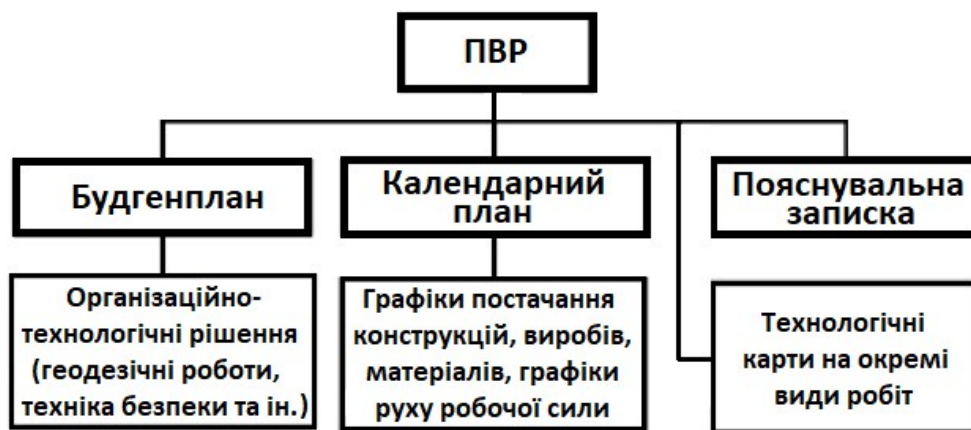 ПВР
Будгенплан
Календарний
план
Пояснувальна
записка
Організаційно-
технологічні рішення
(геодезічні роботи,
техніка безпеки та ін.)
Графіки постачання
конструкцій, виробів,
матеріалів, графіки
руху робочої сили
Технологічні
карти на окремі
види робіт